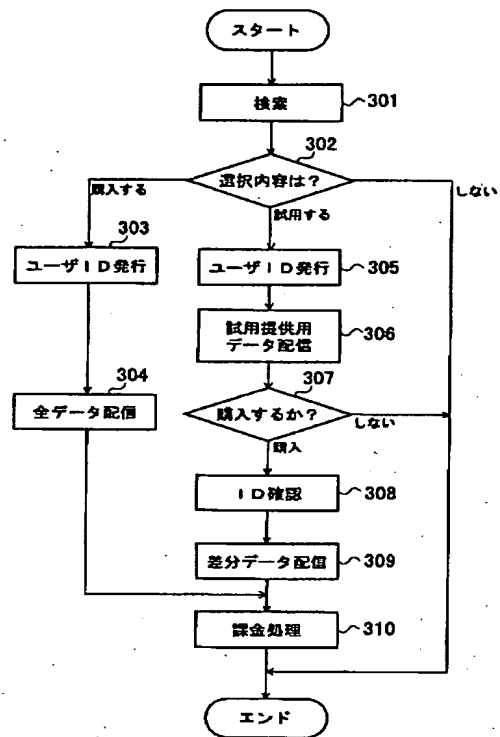 スタート
検索
301
302
選択内容は?
購入する
試用する
しない
303
ユーザID発行
ユーザID発行
305
試用提供用
データ配信
306
304
全データ配信
307
購入するか?
しない
購入
ID確認
308
差分データ配信
309
課金処理
310
エンド